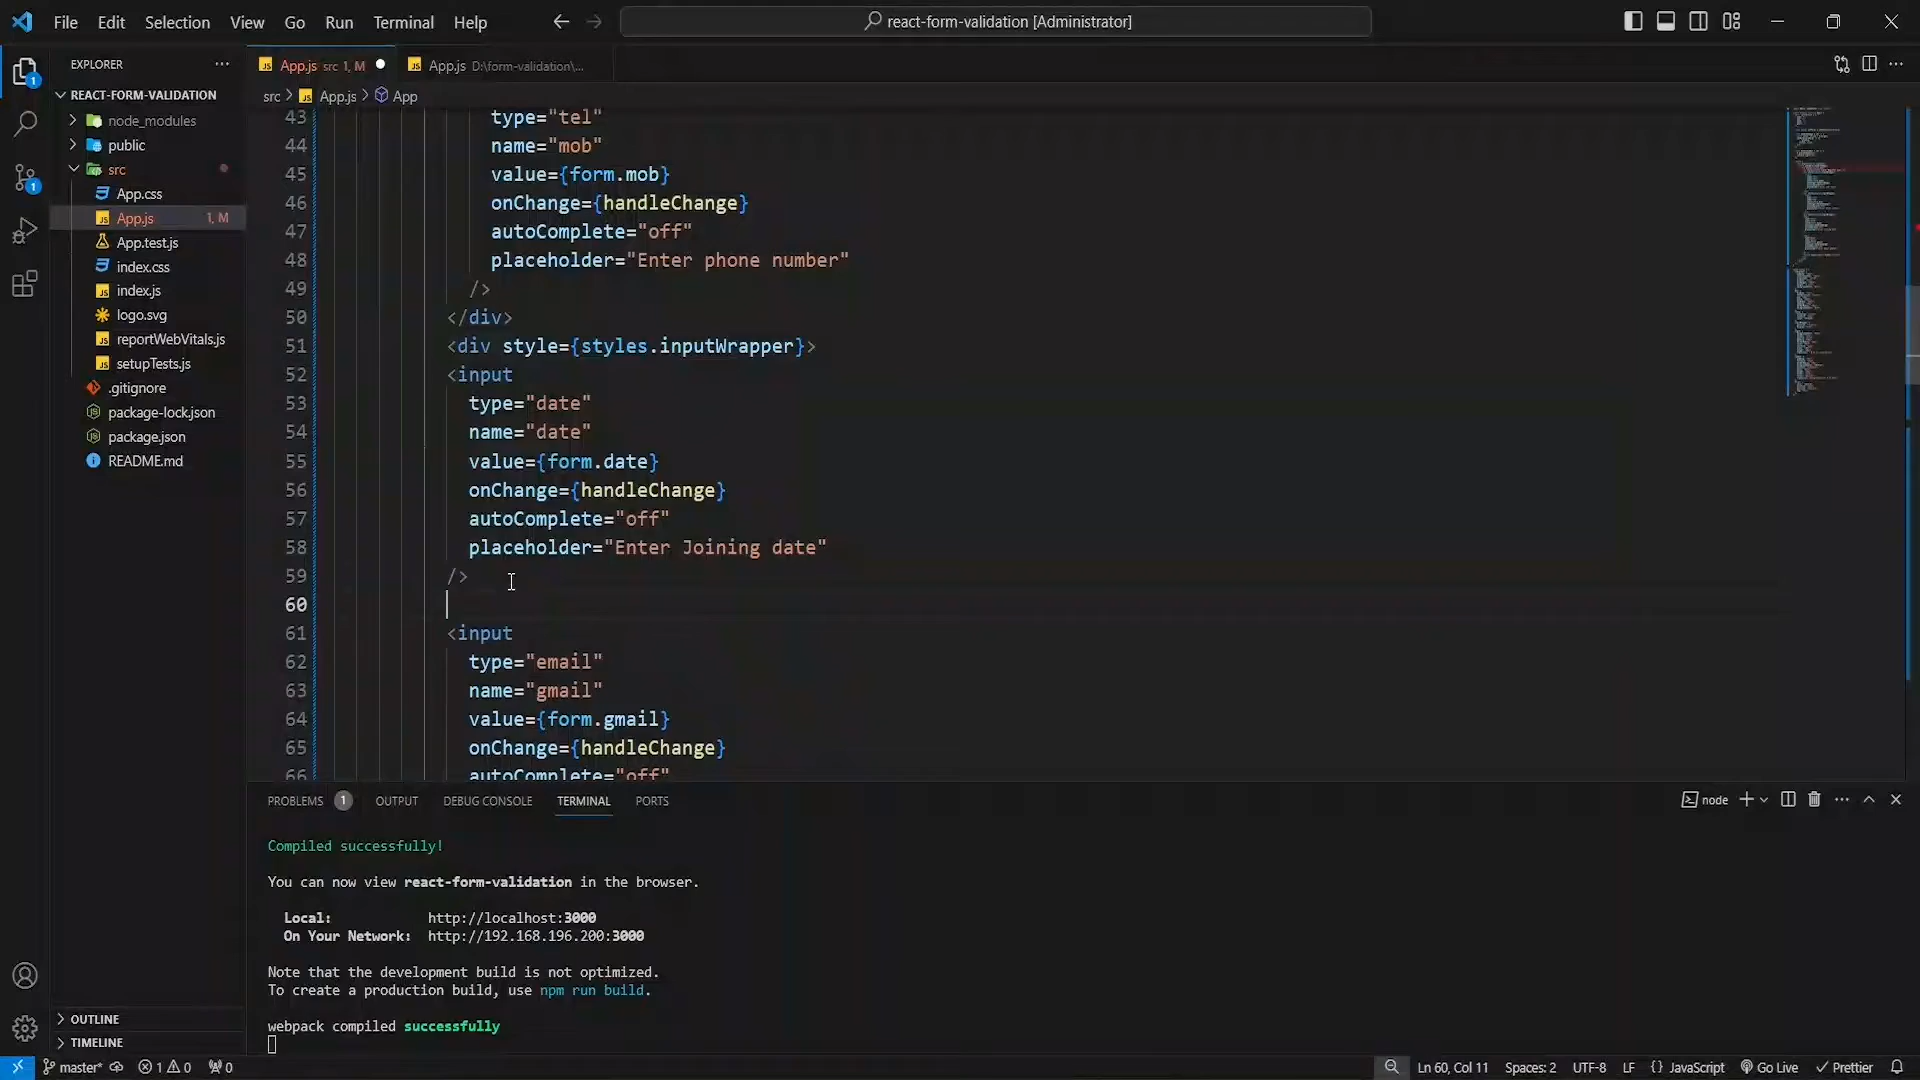 File Edit Selection View Go Run Terminal Help
react-form-validation [Administrator]
EXPLORER
REACT-FORM-VALIDATION
node_modules
public
src
App.css
App.js 1, M
App.test.js
index.css
index.js
logo.svg
reportWebVitals.js
setupTests.js
.gitignore
package-lock.json
package.json
README.md
OUTLINE
TIMELINE
1
1
App.js src 1, M
App.js D:\form-validation\...
src > App.js > App
43 type="tel"
44 name="mob"
45 value={form.mob}
46 onChange={handleChange}
47 autoComplete="off"
48 placeholder="Enter phone number"
49 />
50 </div>
51 <div style={styles.inputWrapper}>
52 <input
53 type="date"
54 name="date"
55 value={form.date}
56 onChange={handleChange}
57 autoComplete="off"
58 placeholder="Enter Joining date"
59 />
60
61 <input
62 type="email"
63 name="gmail"
64 value={form.gmail}
65 onChange={handleChange}
66 autoComplete="off"
PROBLEMS 1 OUTPUT DEBUG CONSOLE TERMINAL PORTS
node
Compiled successfully!
You can now view react-form-validation in the browser.
Local: http://localhost:3000
On Your Network: http://192.168.196.200:3000
Note that the development build is not optimized.
To create a production build, use npm run build.
webpack compiled successfully
master* 1 0 0
Ln 60, Col 11 Spaces: 2 UTF-8 LF {} JavaScript Go Live Prettier